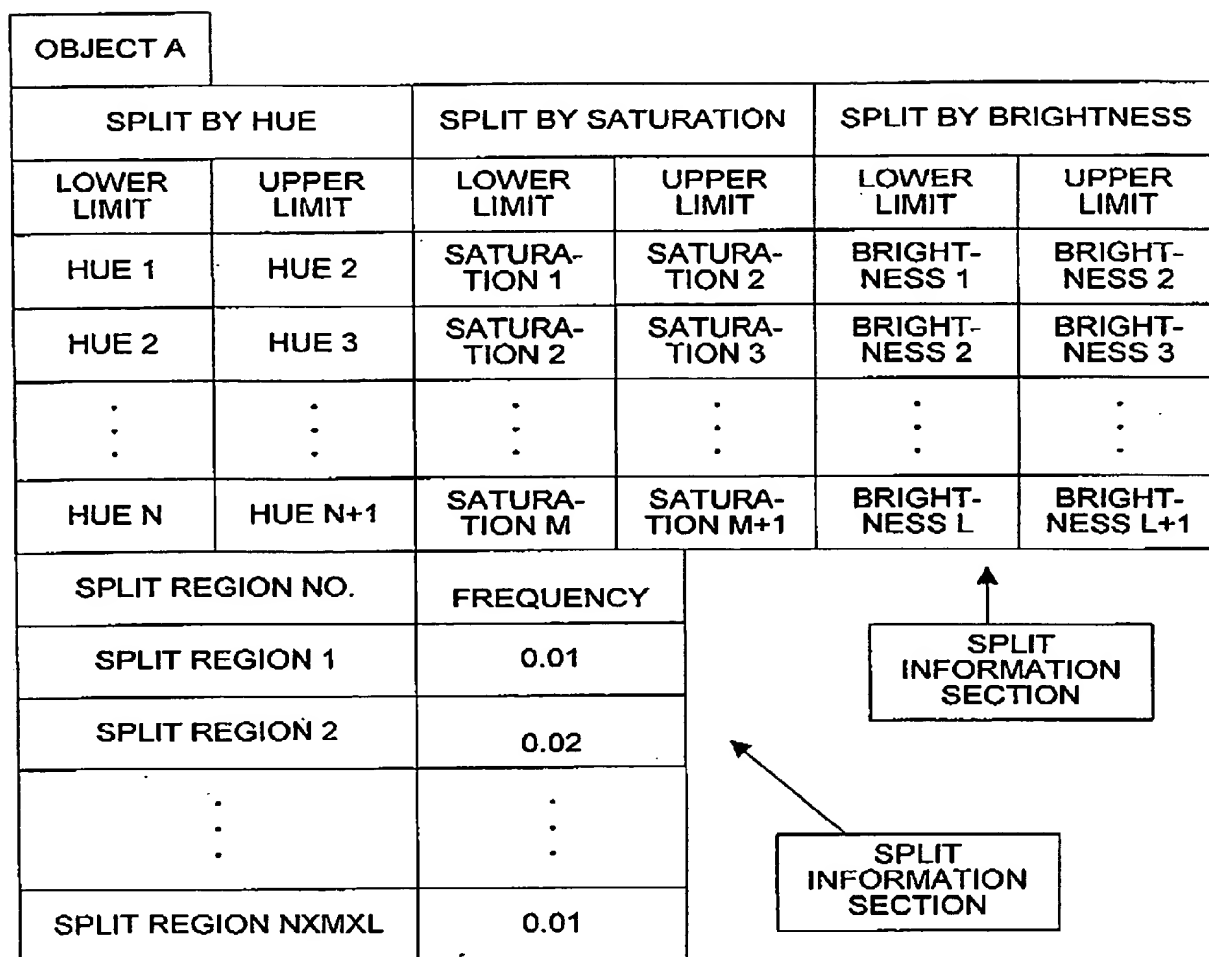 OBJECT A
SPLIT BY HUE SPLIT BY SATURATION SPLIT BY BRIGHTNESS
LOWER LIMIT UPPER LIMIT LOWER LIMIT UPPER LIMIT LOWER LIMIT UPPER LIMIT
HUE 1 HUE 2 SATURA-TION 1 SATURA-TION 2 BRIGHT-NESS 1 BRIGHT-NESS 2
HUE 2 HUE 3 SATURA-TION 2 SATURA-TION 3 BRIGHT-NESS 2 BRIGHT-NESS 3
HUE N HUE N+1 SATURA-TION M SATURA-TION M+1 BRIGHT-NESS L BRIGHT-NESS L+1
SPLIT REGION NO. FREQUENCY
SPLIT REGION 1 0.01
SPLIT REGION 2 0.02
SPLIT REGION NXMXL 0.01
SPLIT
INFORMATION
SECTION
SPLIT
INFORMATION
SECTION